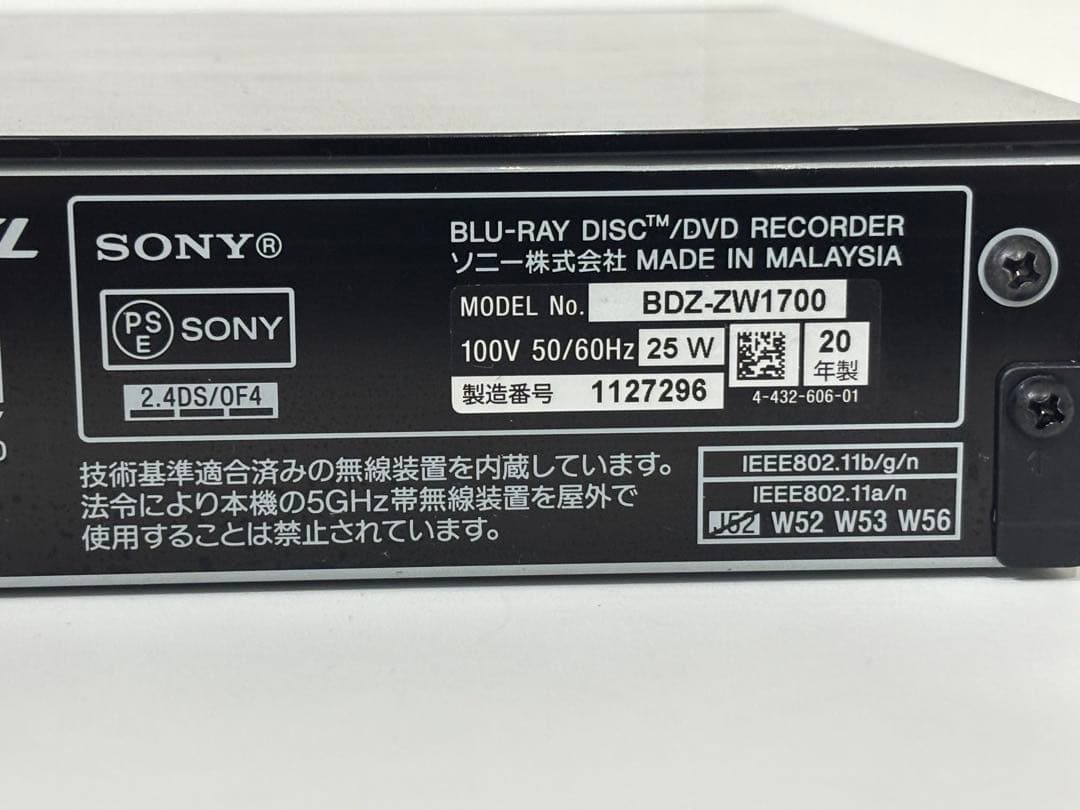 SONY®
BLU-RAY DISC™/DVD RECORDER
ソニー株式会社 MADE IN MALAYSIA
PSE SONY
2.4DS/OF4
MODEL No. BDZ-ZW1700
100V 50/60Hz 25 W
20年製
製造番号 1127296
4-432-606-01
技術基準適合済みの無線装置を内蔵しています。
法令により本機の5GHz帯無線装置を屋外で
使用することは禁止されています。
IEEE802.11b/g/n
IEEE802.11a/n
J52 W52 W53 W56